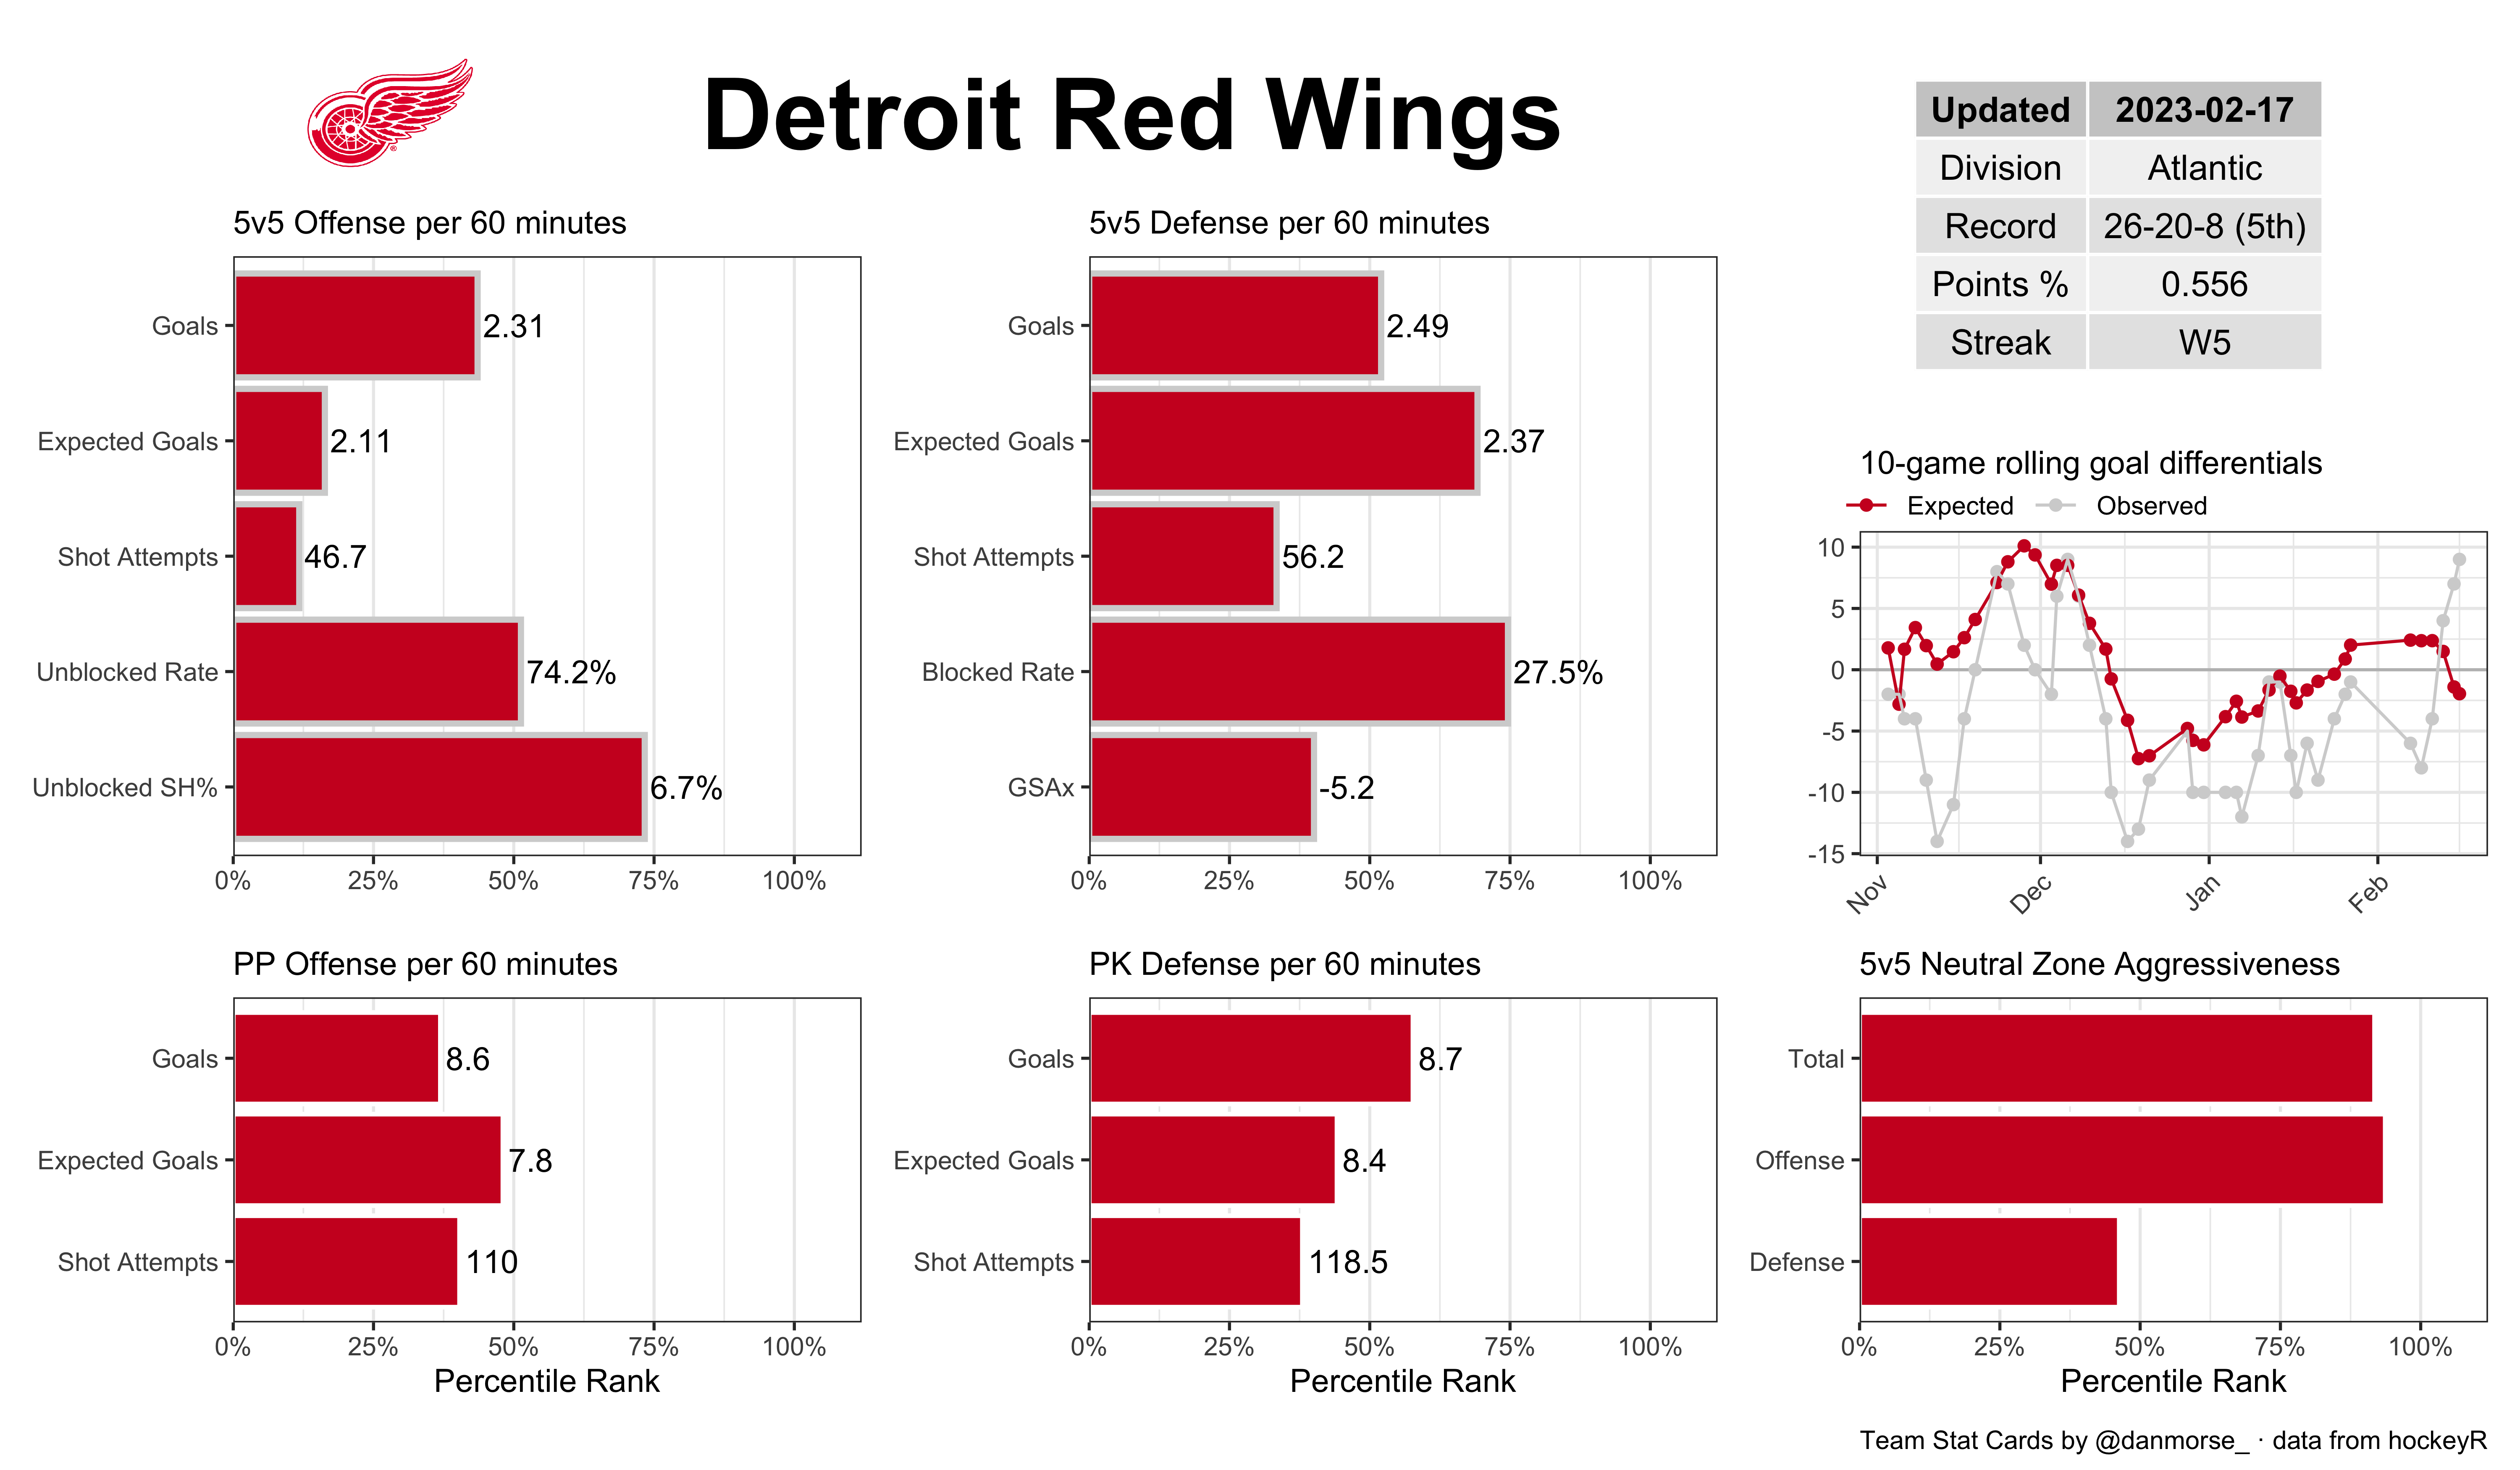 Detroit Red Wings
Updated 2023-02-17
Division Atlantic
Record 26-20-8 (5th)
Points % 0.556
Streak W5
5v5 Offense per 60 minutes
Goals 2.31
Expected Goals 2.11
Shot Attempts 46.7
Unblocked Rate 74.2%
Unblocked SH% 6.7%
0% 25% 50% 75% 100%
5v5 Defense per 60 minutes
Goals 2.49
Expected Goals 2.37
Shot Attempts 56.2
Blocked Rate 27.5%
GSAx -5.2
0% 25% 50% 75% 100%
10-game rolling goal differentials
Expected Observed
10
5
0
-5
-10
-15
Nov Dec Jan Feb
PP Offense per 60 minutes
Goals 8.6
Expected Goals 7.8
Shot Attempts 110
0% 25% 50% 75% 100%
Percentile Rank
PK Defense per 60 minutes
Goals 8.7
Expected Goals 8.4
Shot Attempts 118.5
0% 25% 50% 75% 100%
Percentile Rank
5v5 Neutral Zone Aggressiveness
Total
Offense
Defense
0% 25% 50% 75% 100%
Percentile Rank
Team Stat Cards by @danmorse_ · data from hockeyR